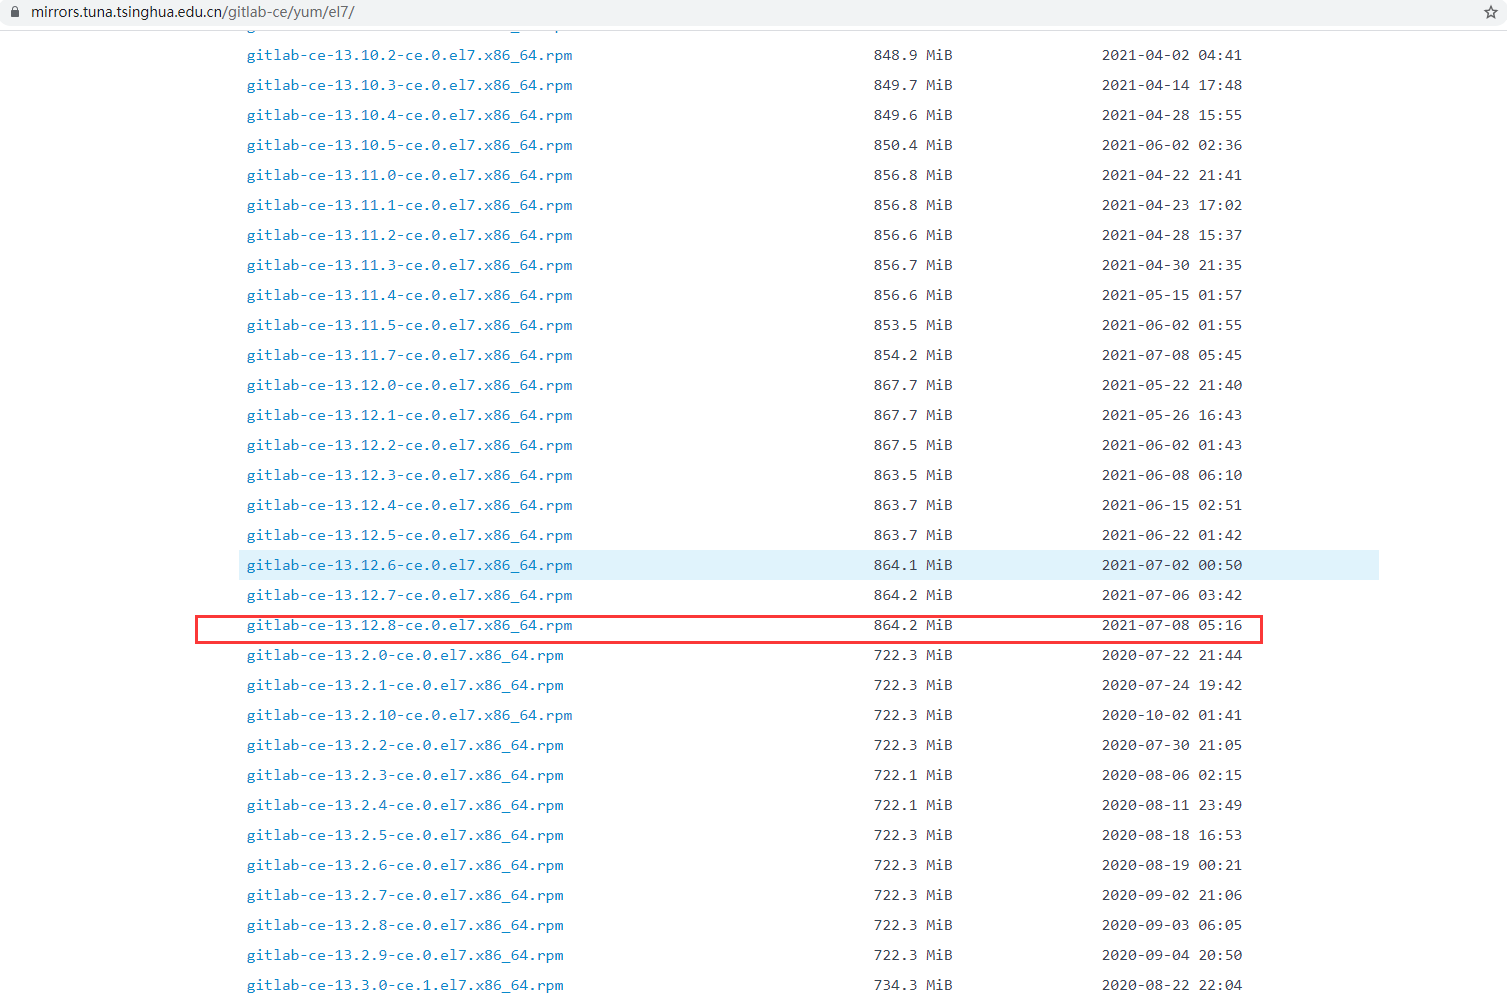 mirrors.tuna.tsinghua.edu.cn/gitlab-ce/yum/el7/
gitlab-ce-13.10.2-ce.0.el7.x86_64.rpm 848.9 MiB 2021-04-02 04:41
gitlab-ce-13.10.3-ce.0.el7.x86_64.rpm 849.7 MiB 2021-04-14 17:48
gitlab-ce-13.10.4-ce.0.el7.x86_64.rpm 849.6 MiB 2021-04-28 15:55
gitlab-ce-13.10.5-ce.0.el7.x86_64.rpm 850.4 MiB 2021-06-02 02:36
gitlab-ce-13.11.0-ce.0.el7.x86_64.rpm 856.8 MiB 2021-04-22 21:41
gitlab-ce-13.11.1-ce.0.el7.x86_64.rpm 856.8 MiB 2021-04-23 17:02
gitlab-ce-13.11.2-ce.0.el7.x86_64.rpm 856.6 MiB 2021-04-28 15:37
gitlab-ce-13.11.3-ce.0.el7.x86_64.rpm 856.7 MiB 2021-04-30 21:35
gitlab-ce-13.11.4-ce.0.el7.x86_64.rpm 856.6 MiB 2021-05-15 01:57
gitlab-ce-13.11.5-ce.0.el7.x86_64.rpm 853.5 MiB 2021-06-02 01:55
gitlab-ce-13.11.7-ce.0.el7.x86_64.rpm 854.2 MiB 2021-07-08 05:45
gitlab-ce-13.12.0-ce.0.el7.x86_64.rpm 867.7 MiB 2021-05-22 21:40
gitlab-ce-13.12.1-ce.0.el7.x86_64.rpm 867.7 MiB 2021-05-26 16:43
gitlab-ce-13.12.2-ce.0.el7.x86_64.rpm 867.5 MiB 2021-06-02 01:43
gitlab-ce-13.12.3-ce.0.el7.x86_64.rpm 863.5 MiB 2021-06-08 06:10
gitlab-ce-13.12.4-ce.0.el7.x86_64.rpm 863.7 MiB 2021-06-15 02:51
gitlab-ce-13.12.5-ce.0.el7.x86_64.rpm 863.7 MiB 2021-06-22 01:42
gitlab-ce-13.12.6-ce.0.el7.x86_64.rpm 864.1 MiB 2021-07-02 00:50
gitlab-ce-13.12.7-ce.0.el7.x86_64.rpm 864.2 MiB 2021-07-06 03:42
gitlab-ce-13.12.8-ce.0.el7.x86_64.rpm 864.2 MiB 2021-07-08 05:16
gitlab-ce-13.2.0-ce.0.el7.x86_64.rpm 722.3 MiB 2020-07-22 21:44
gitlab-ce-13.2.1-ce.0.el7.x86_64.rpm 722.3 MiB 2020-07-24 19:42
gitlab-ce-13.2.10-ce.0.el7.x86_64.rpm 722.3 MiB 2020-10-02 01:41
gitlab-ce-13.2.2-ce.0.el7.x86_64.rpm 722.3 MiB 2020-07-30 21:05
gitlab-ce-13.2.3-ce.0.el7.x86_64.rpm 722.1 MiB 2020-08-06 02:15
gitlab-ce-13.2.4-ce.0.el7.x86_64.rpm 722.1 MiB 2020-08-11 23:49
gitlab-ce-13.2.5-ce.0.el7.x86_64.rpm 722.3 MiB 2020-08-18 16:53
gitlab-ce-13.2.6-ce.0.el7.x86_64.rpm 722.3 MiB 2020-08-19 00:21
gitlab-ce-13.2.7-ce.0.el7.x86_64.rpm 722.3 MiB 2020-09-02 21:06
gitlab-ce-13.2.8-ce.0.el7.x86_64.rpm 722.3 MiB 2020-09-03 06:05
gitlab-ce-13.2.9-ce.0.el7.x86_64.rpm 722.3 MiB 2020-09-04 20:50
gitlab-ce-13.3.0-ce.1.el7.x86_64.rpm 734.3 MiB 2020-08-22 22:04